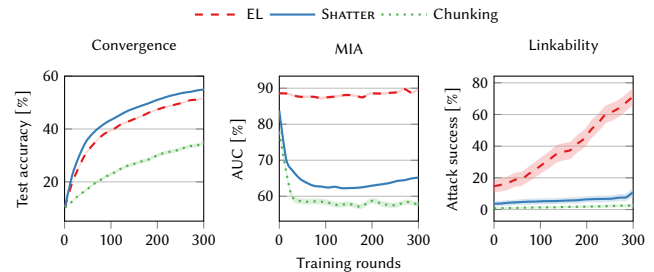 EL SHATTER Chunking
Convergence
MIA
Linkability
Test accuracy [%]
60
40
20
0 100 200 300
AUC [%]
90
80
70
60
0 100 200 300
Attack success [%]
80
60
40
20
0
0 100 200 300
Training rounds